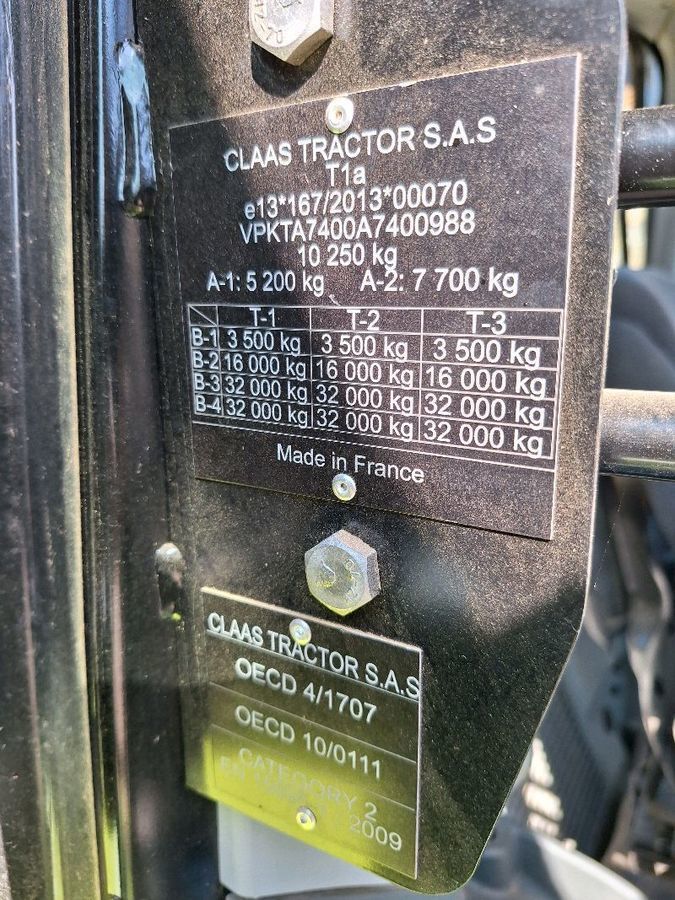 CLAAS TRACTOR S.A.S
T1a
e13*167/2013*00070
VPKTA7400A7400988
10 250 kg
A-1: 5 200 kg A-2: 7 700 kg
T-1 T-2 T-3
B-1 3 500 kg 3 500 kg 3 500 kg
B-2 16 000 kg 16 000 kg 16 000 kg
B-3 32 000 kg 32 000 kg 32 000 kg
B-4 32 000 kg 32 000 kg 32 000 kg
Made in France
CLAAS TRACTOR S.A.S
OECD 4/1707
OECD 10/0111
CATEGORY 2
EN : 2009